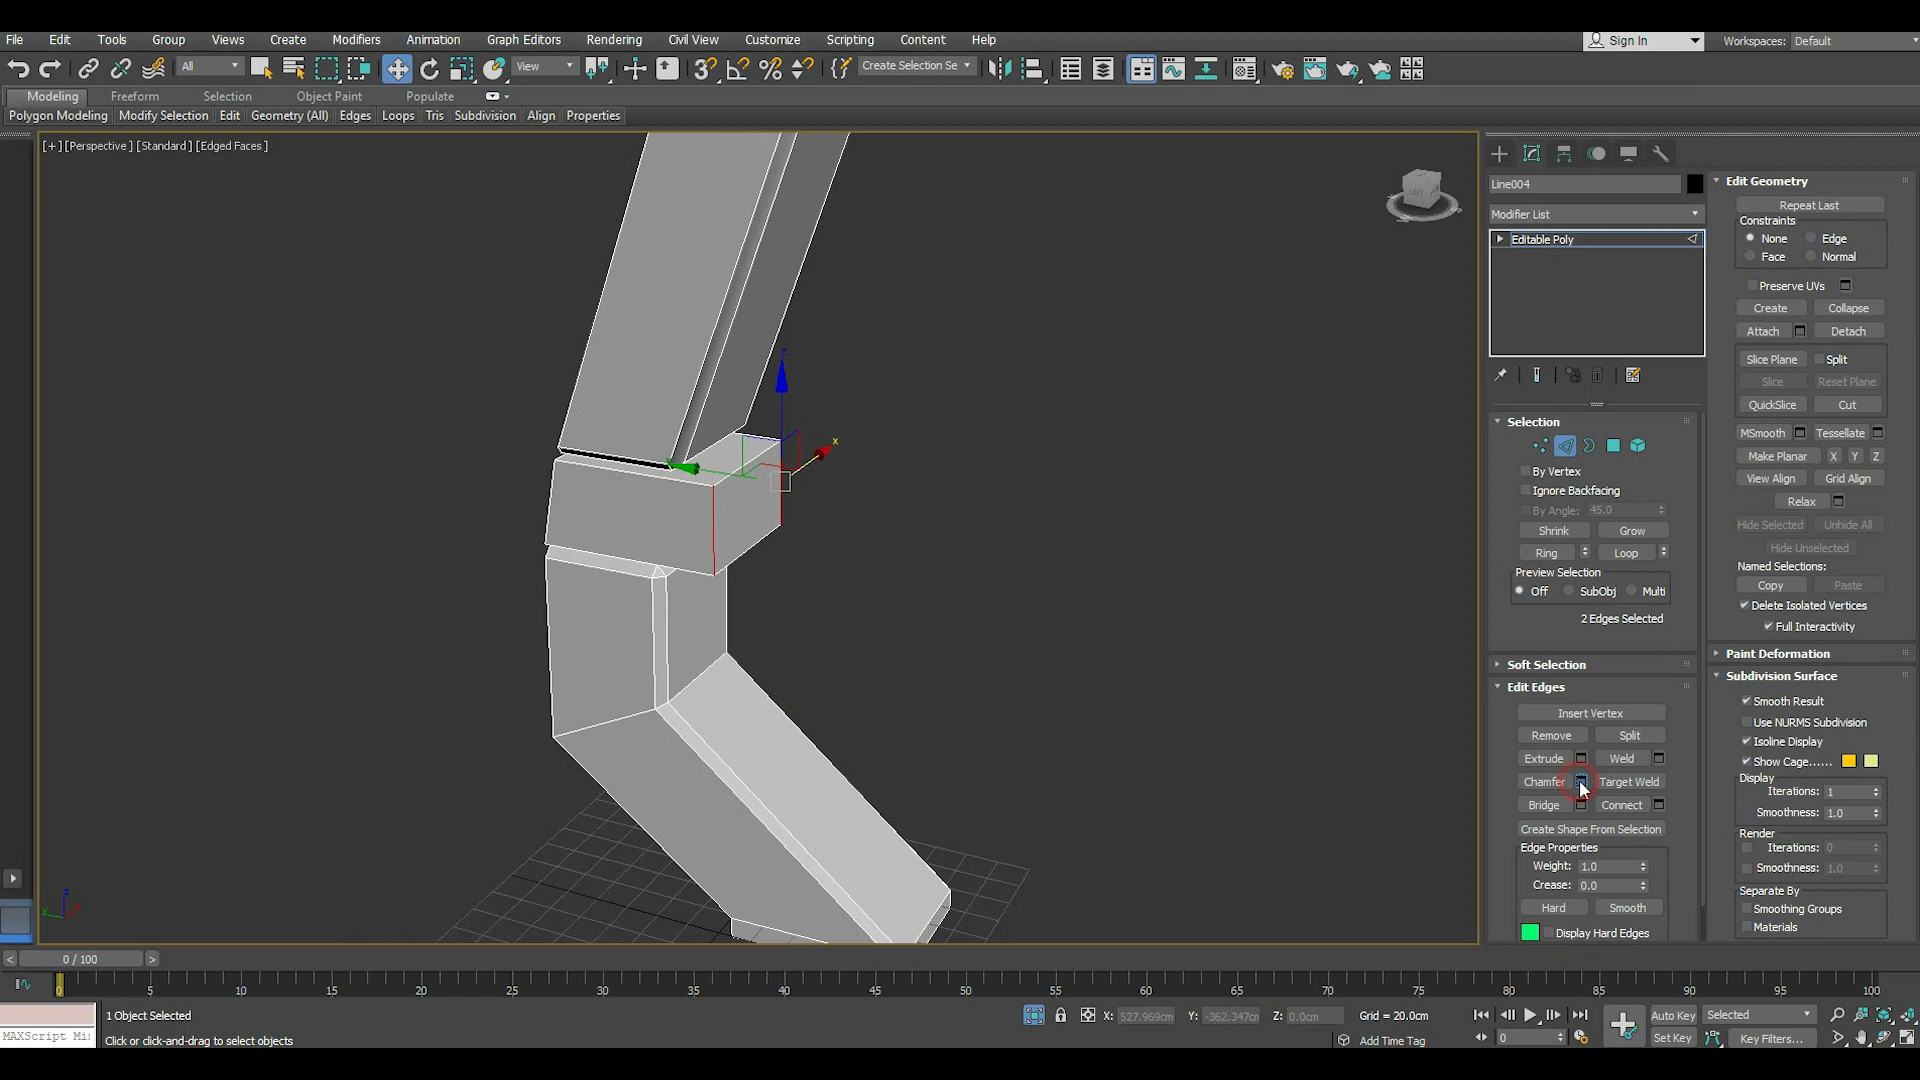 File Edit Tools Group Views Create Modifiers Animation Graph Editors Rendering Civil View Customize Scripting Content Help Sign In Workspaces: Default
All View Create Selection Se
Modeling Freeform Selection Object Paint Populate
Polygon Modeling Modify Selection Edit Geometry (All) Edges Loops Tris Subdivision Align Properties
[+] [Perspective ] [Standard ] [Edged Faces ]
Line004
Modifier List
Editable Poly
Selection
By Vertex
Ignore Backfacing
By Angle: 45.0
Shrink Grow
Ring Loop
Preview Selection
Off SubObj Multi
2 Edges Selected
Soft Selection
Edit Edges
Insert Vertex
Remove Split
Extrude Weld
Chamfer Target Weld
Bridge Connect
Create Shape From Selection
Edge Properties
Weight: 1.0
Crease: 0.0
Hard Smooth
Display Hard Edges
Edit Geometry
Repeat Last
Constraints
None Edge
Face Normal
Preserve UVs
Create Collapse
Attach Detach
Slice Plane Split
Slice Reset Plane
QuickSlice Cut
MSmooth Tessellate
Make Planar X Y Z
View Align Grid Align
Relax
Hide Selected Unhide All
Hide Unselected
Named Selections:
Copy Paste
Delete Isolated Vertices
Full Interactivity
Paint Deformation
Subdivision Surface
Smooth Result
Use NURMS Subdivision
Isoline Display
Show Cage......
Display
Iterations: 1
Smoothness: 1.0
Render
Iterations: 0
Smoothness: 1.0
Separate By
Smoothing Groups
Materials
z
x
z
y
< 0 / 100 >
0 5 10 15 20 25 30 35 40 45 50 55 60 65 70 75 80 85 90 95 100
1 Object Selected X: 527.969cm Y: -362.347cm Z: 0.0cm Grid = 20.0cm Auto Key Selected
MAXScript Mi Click or click-and-drag to select objects Add Time Tag 0 Set Key Key Filters...